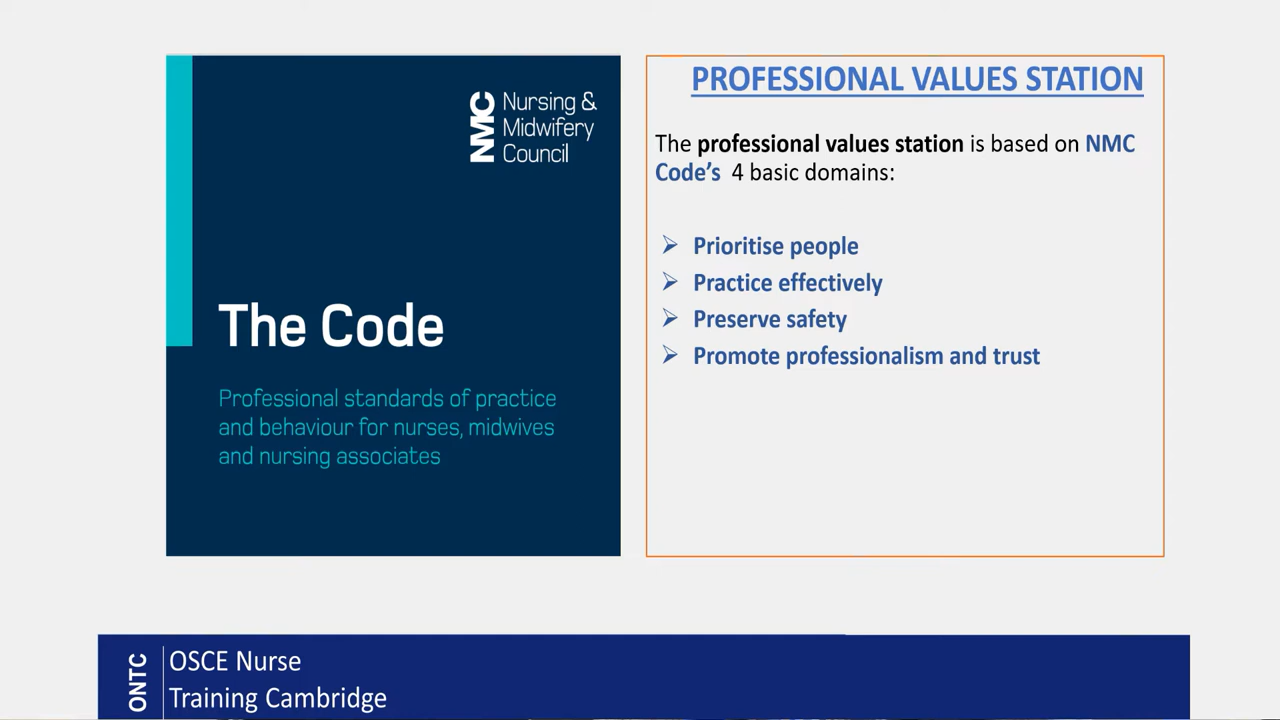 NMC
Nursing &
Midwifery
Council
The Code
Professional standards of practice
and behaviour for nurses, midwives
and nursing associates
PROFESSIONAL VALUES STATION
The professional values station is based on NMC
Code's 4 basic domains:
Prioritise people
Practice effectively
Preserve safety
Promote professionalism and trust
ONTC
OSCE Nurse
Training Cambridge